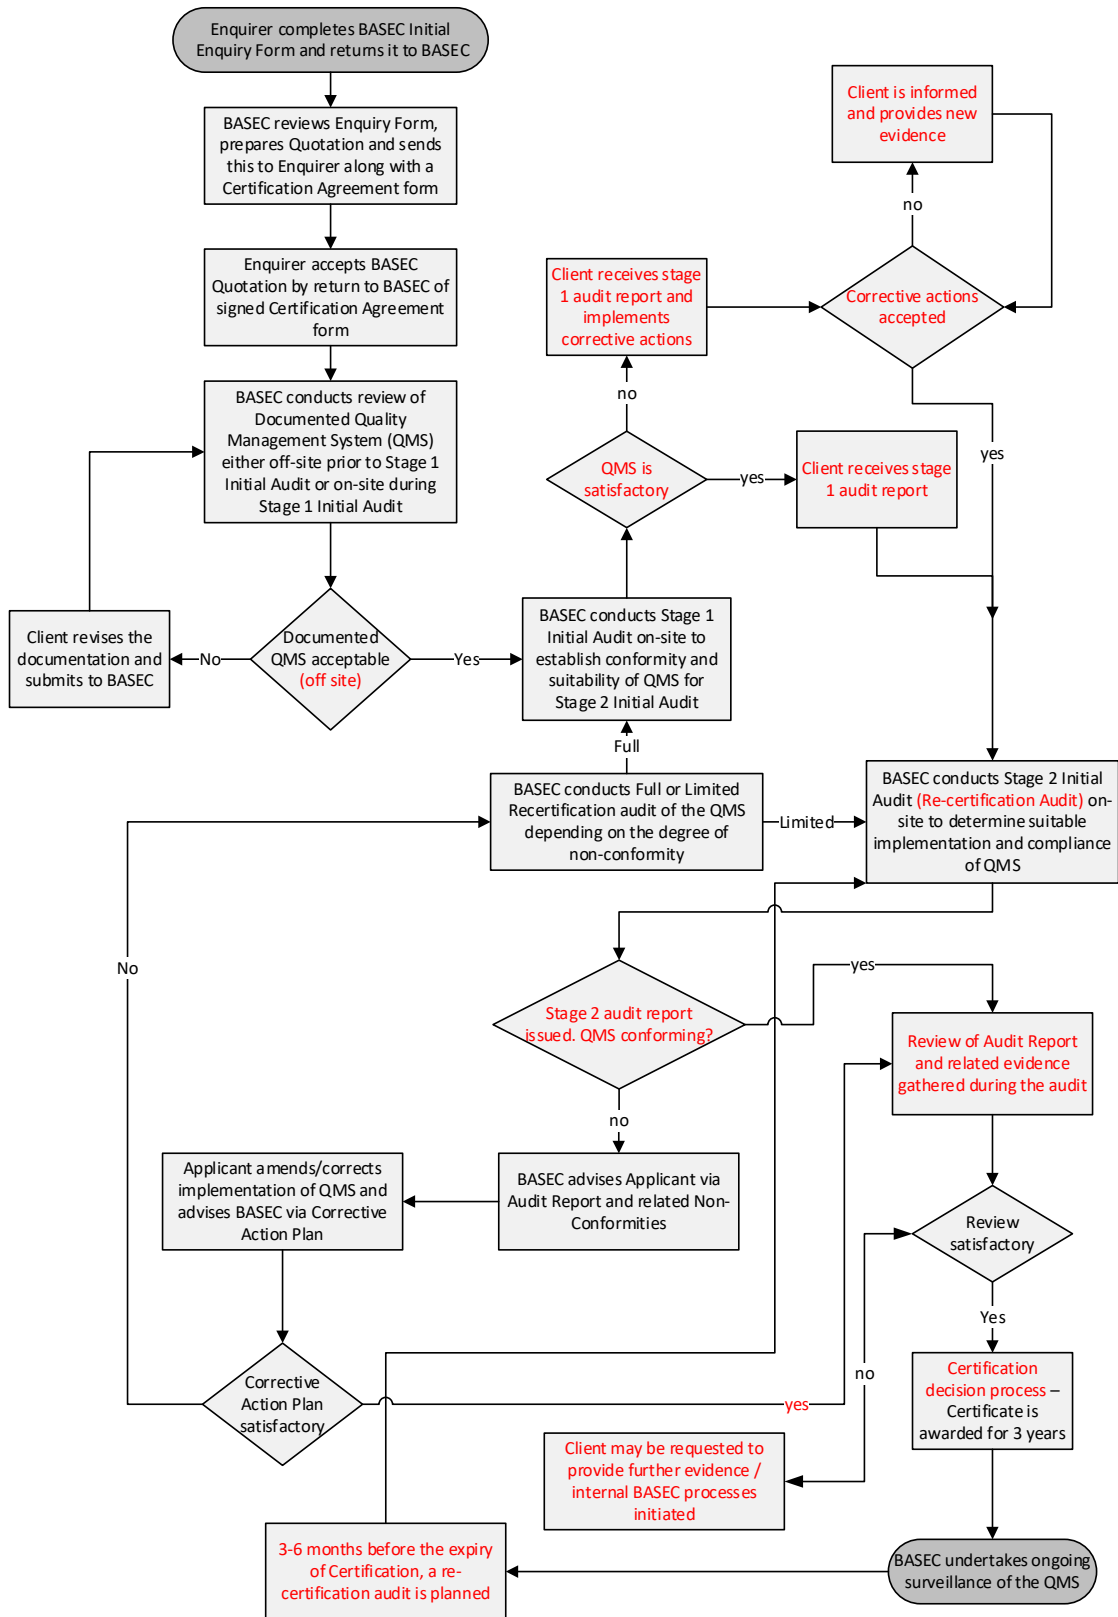 Enquirer completes BASEC Initial
Enquiry Form and returns it to BASEC
BASEC reviews Enquiry Form,
prepares Quotation and sends
this to Enquirer along with a
Certification Agreement form
Enquirer accepts BASEC
Quotation by return to BASEC of
signed Certification Agreement
form
BASEC conducts review of
Documented Quality
Management System (QMS)
either off-site prior to Stage 1
Initial Audit or on-site during
Stage 1 Initial Audit
Client revises the
documentation and
submits to BASEC
No
Documented
QMS acceptable
(off site)
Yes
BASEC conducts Stage 1
Initial Audit on-site to
establish conformity and
suitability of QMS for
Stage 2 Initial Audit
QMS is
satisfactory
no
yes
Client receives stage
1 audit report and
implements
corrective actions
Client receives stage
1 audit report
Corrective actions
accepted
no
yes
Client is informed
and provides new
evidence
Full
BASEC conducts Full or Limited
Recertification audit of the QMS
depending on the degree of
non-conformity
Limited
BASEC conducts Stage 2 Initial
Audit (Re-certification Audit) on-
site to determine suitable
implementation and compliance
of QMS
No
Stage 2 audit report
issued. QMS conforming?
yes
no
Review of Audit Report
and related evidence
gathered during the audit
BASEC advises Applicant via
Audit Report and related Non-
Conformities
Applicant amends/corrects
implementation of QMS and
advises BASEC via Corrective
Action Plan
Corrective
Action Plan
satisfactory
yes
Review
satisfactory
no
Yes
Client may be requested to
provide further evidence /
internal BASEC processes
initiated
Certification
decision process –
Certificate is
awarded for 3 years
BASEC undertakes ongoing
surveillance of the QMS
3-6 months before the expiry
of Certification, a re-
certification audit is planned